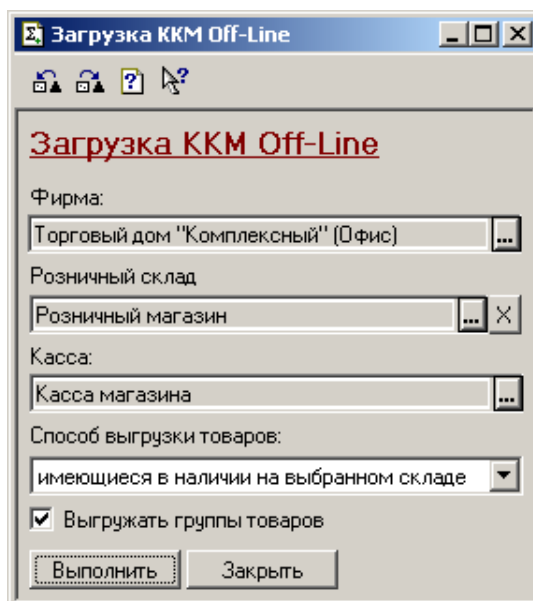 Загрузка ККМ Off-Line
Загрузка ККМ Off-Line
Фирма:
Торговый дом "Комплексный" (Офис) ...
Розничный склад
Розничный магазин ... X
Касса:
Касса магазина ...
Способ выгрузки товаров:
имеющиеся в наличии на выбранном складе
Выгружать группы товаров
Выполнить Закрыть